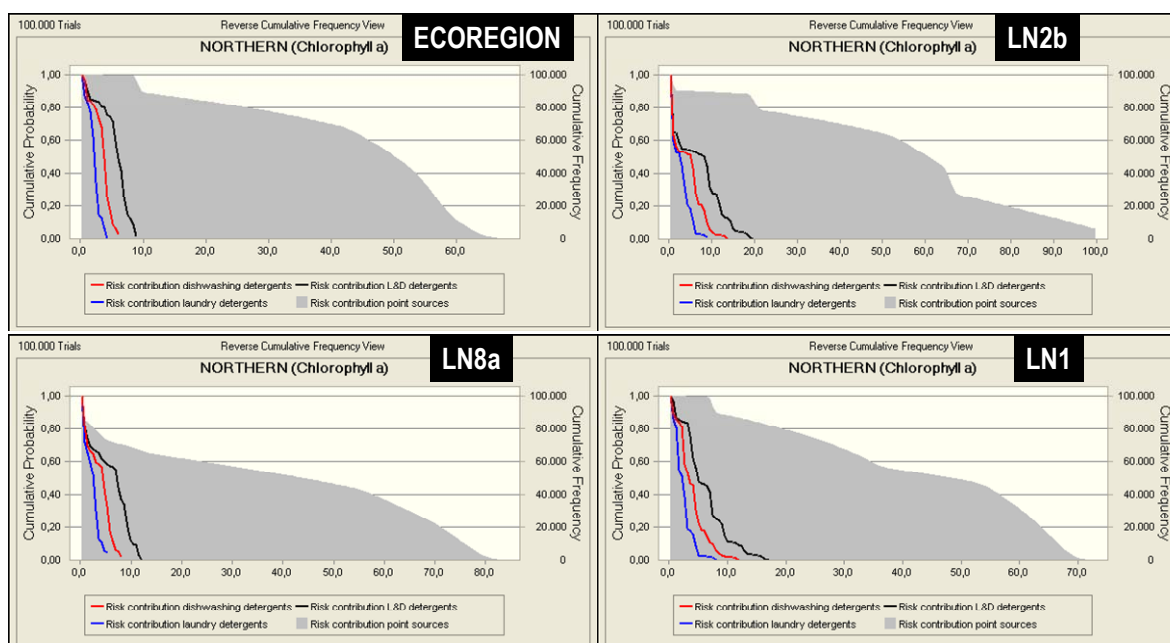 100.000 Trials Reverse Cumulative Frequency View
ECOREGION
NORTHERN (Chlorophyll a)
Cumulative Probability
1,00
0,80
0,60
0,40
0,20
0,00
100.000
80.000
60.000
40.000
20.000
0
Cumulative Frequency
0,0 10,0 20,0 30,0 40,0 50,0 60,0
Risk contribution dishwashing detergents Risk contribution L&D detergents
Risk contribution laundry detergents Risk contribution point sources
100.000 Trials Reverse Cumulative Frequency View
LN2b
NORTHERN (Chlorophyll a)
Cumulative Probability
1,00
0,80
0,60
0,40
0,20
0,00
100.000
80.000
60.000
40.000
20.000
0
Cumulative Frequency
0,0 10,0 20,0 30,0 40,0 50,0 60,0 70,0 80,0 90,0 100,0
Risk contribution dishwashing detergents Risk contribution L&D detergents
Risk contribution laundry detergents Risk contribution point sources
100.000 Trials Reverse Cumulative Frequency View
LN8a
NORTHERN (Chlorophyll a)
Cumulative Probability
1,00
0,80
0,60
0,40
0,20
0,00
100.000
80.000
60.000
40.000
20.000
0
Cumulative Frequency
0,0 10,0 20,0 30,0 40,0 50,0 60,0 70,0 80,0
Risk contribution dishwashing detergents Risk contribution L&D detergents
Risk contribution laundry detergents Risk contribution point sources
100.000 Trials Reverse Cumulative Frequency View
LN1
NORTHERN (Chlorophyll a)
Cumulative Probability
1,00
0,80
0,60
0,40
0,20
0,00
100.000
80.000
60.000
40.000
20.000
0
Cumulative Frequency
0,0 10,0 20,0 30,0 40,0 50,0 60,0 70,0
Risk contribution dishwashing detergents Risk contribution L&D detergents
Risk contribution laundry detergents Risk contribution point sources